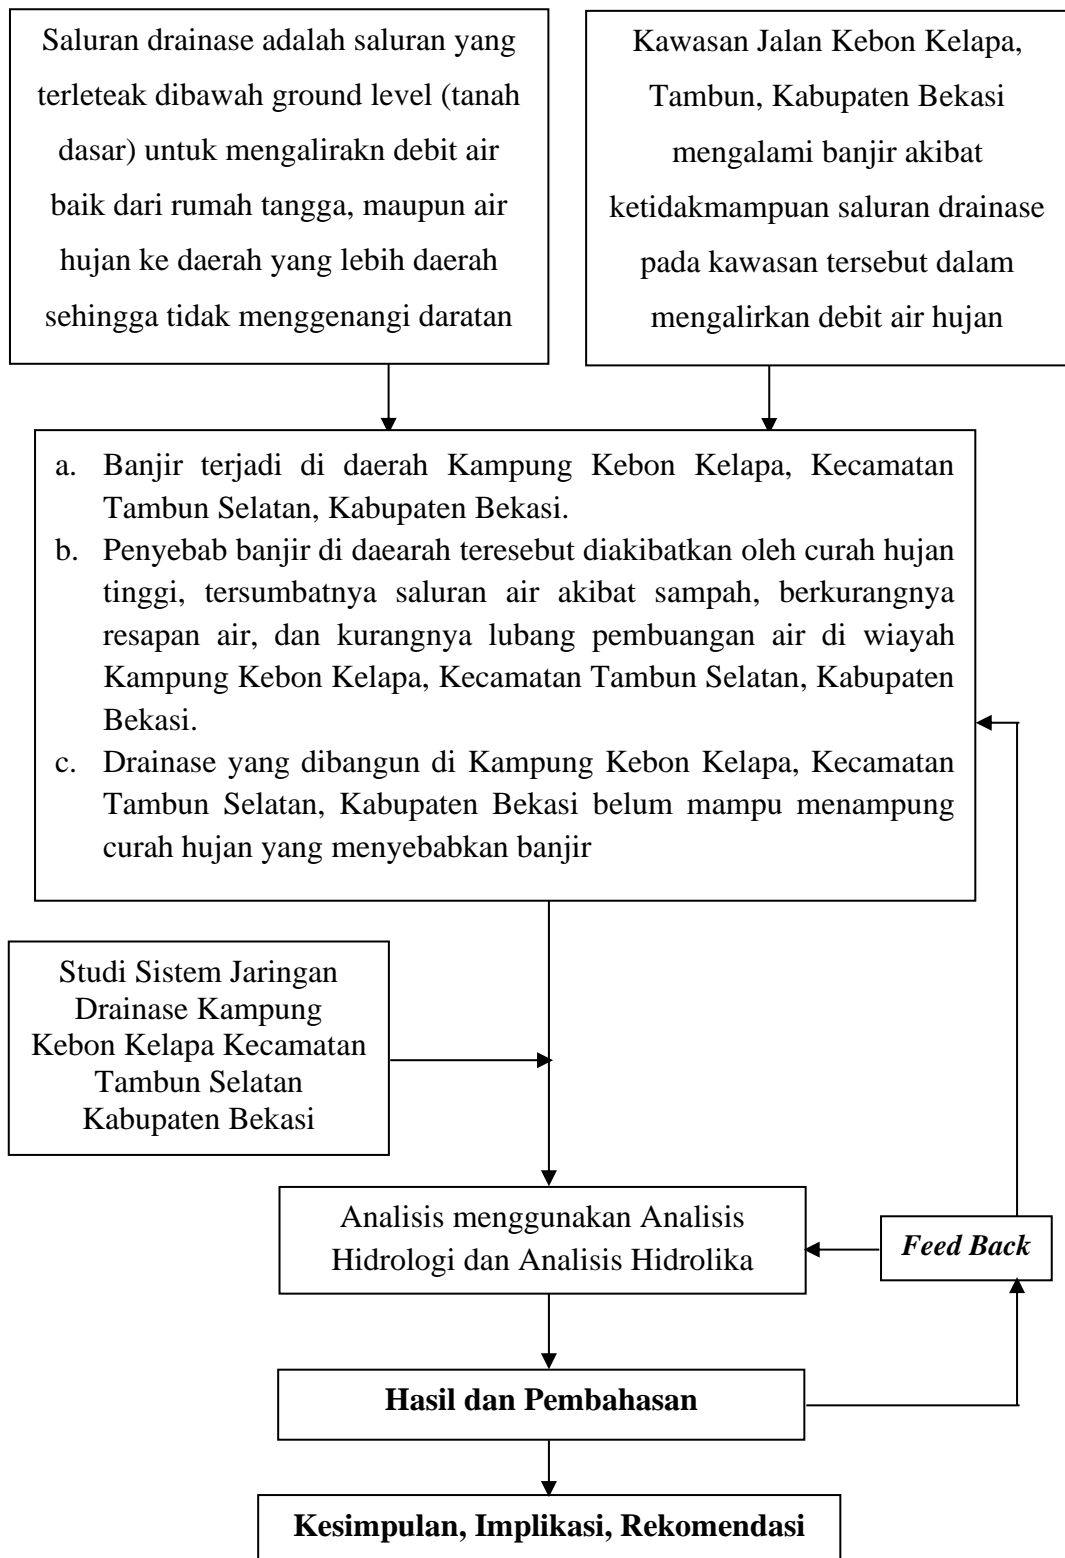 Saluran drainase adalah saluran yang
terleteak dibawah ground level (tanah
dasar) untuk mengalirakn debit air
baik dari rumah tangga, maupun air
hujan ke daerah yang lebih daerah
sehingga tidak menggenangi daratan
Kawasan Jalan Kebon Kelapa,
Tambun, Kabupaten Bekasi
mengalami banjir akibat
ketidakmampuan saluran drainase
pada kawasan tersebut dalam
mengalirkan debit air hujan
a. Banjir terjadi di daerah Kampung Kebon Kelapa, Kecamatan
Tambun Selatan, Kabupaten Bekasi.
b. Penyebab banjir di daearah teresebut diakibatkan oleh curah hujan
tinggi, tersumbatnya saluran air akibat sampah, berkurangnya
resapan air, dan kurangnya lubang pembuangan air di wiayah
Kampung Kebon Kelapa, Kecamatan Tambun Selatan, Kabupaten
Bekasi.
c. Drainase yang dibangun di Kampung Kebon Kelapa, Kecamatan
Tambun Selatan, Kabupaten Bekasi belum mampu menampung
curah hujan yang menyebabkan banjir
Studi Sistem Jaringan
Drainase Kampung
Kebon Kelapa Kecamatan
Tambun Selatan
Kabupaten Bekasi
Analisis menggunakan Analisis
Hidrologi dan Analisis Hidrolika
Feed Back
Hasil dan Pembahasan
Kesimpulan, Implikasi, Rekomendasi